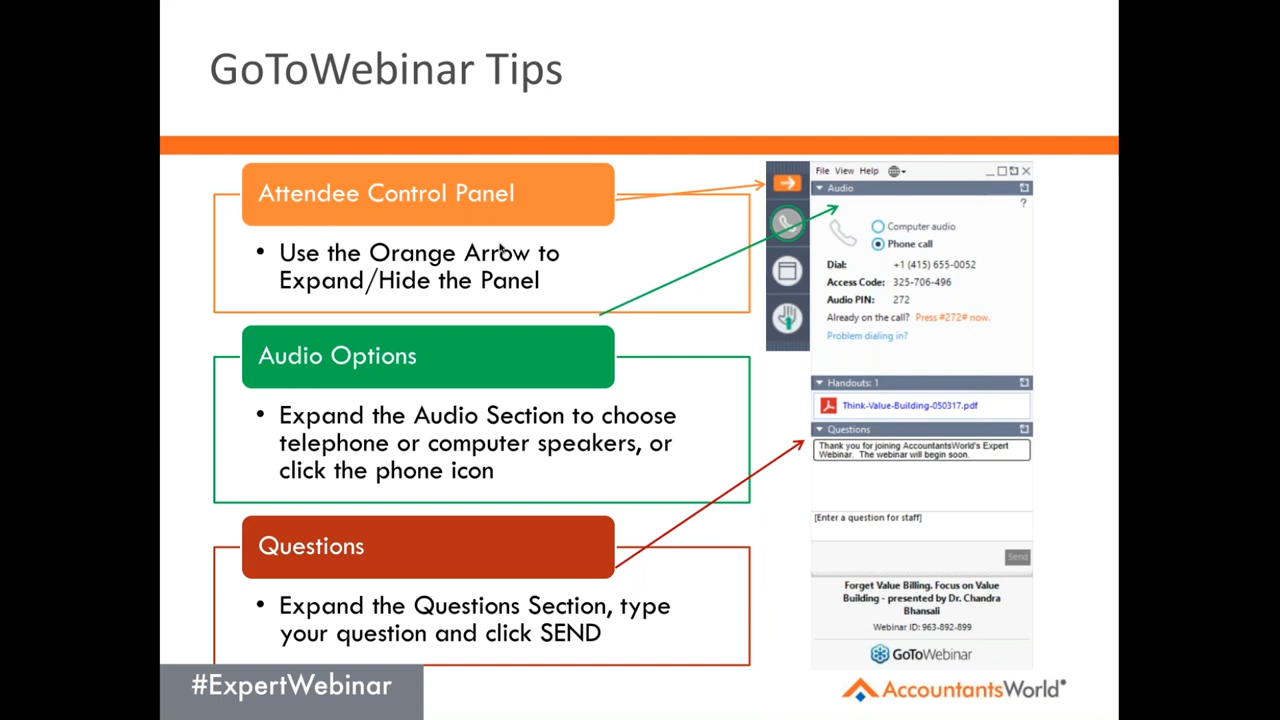 GoToWebinar Tips
Attendee Control Panel
• Use the Orange Arrow to
Expand/Hide the Panel
Audio Options
• Expand the Audio Section to choose
telephone or computer speakers, or
click the phone icon
Questions
• Expand the Questions Section, type
your question and click SEND
#ExpertWebinar
File View Help
Audio
?
Computer audio
Phone call
Dial: +1 (415) 655-0052
Access Code: 325-706-496
Audio PIN: 272
Already on the call? Press #272# now.
Problem dialing in?
Handouts: 1
Think-Value-Building-050317.pdf
Questions
Thank you for joining AccountantsWorld's Expert
Webinar. The webinar will begin soon.
[Enter a question for staff]
Send
Forget Value Billing. Focus on Value
Building - presented by Dr. Chandra
Bhansali
Webinar ID: 963-892-899
GoToWebinar
AccountantsWorld®